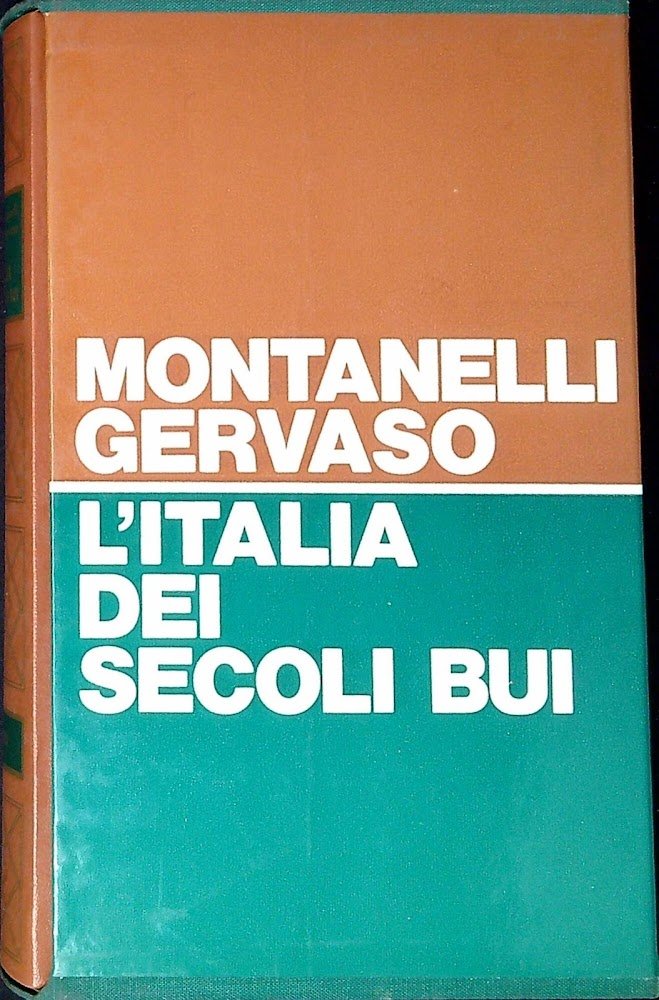 MONTANELLI
GERVASO
L'ITALIA
DEI
SECOLI BUI